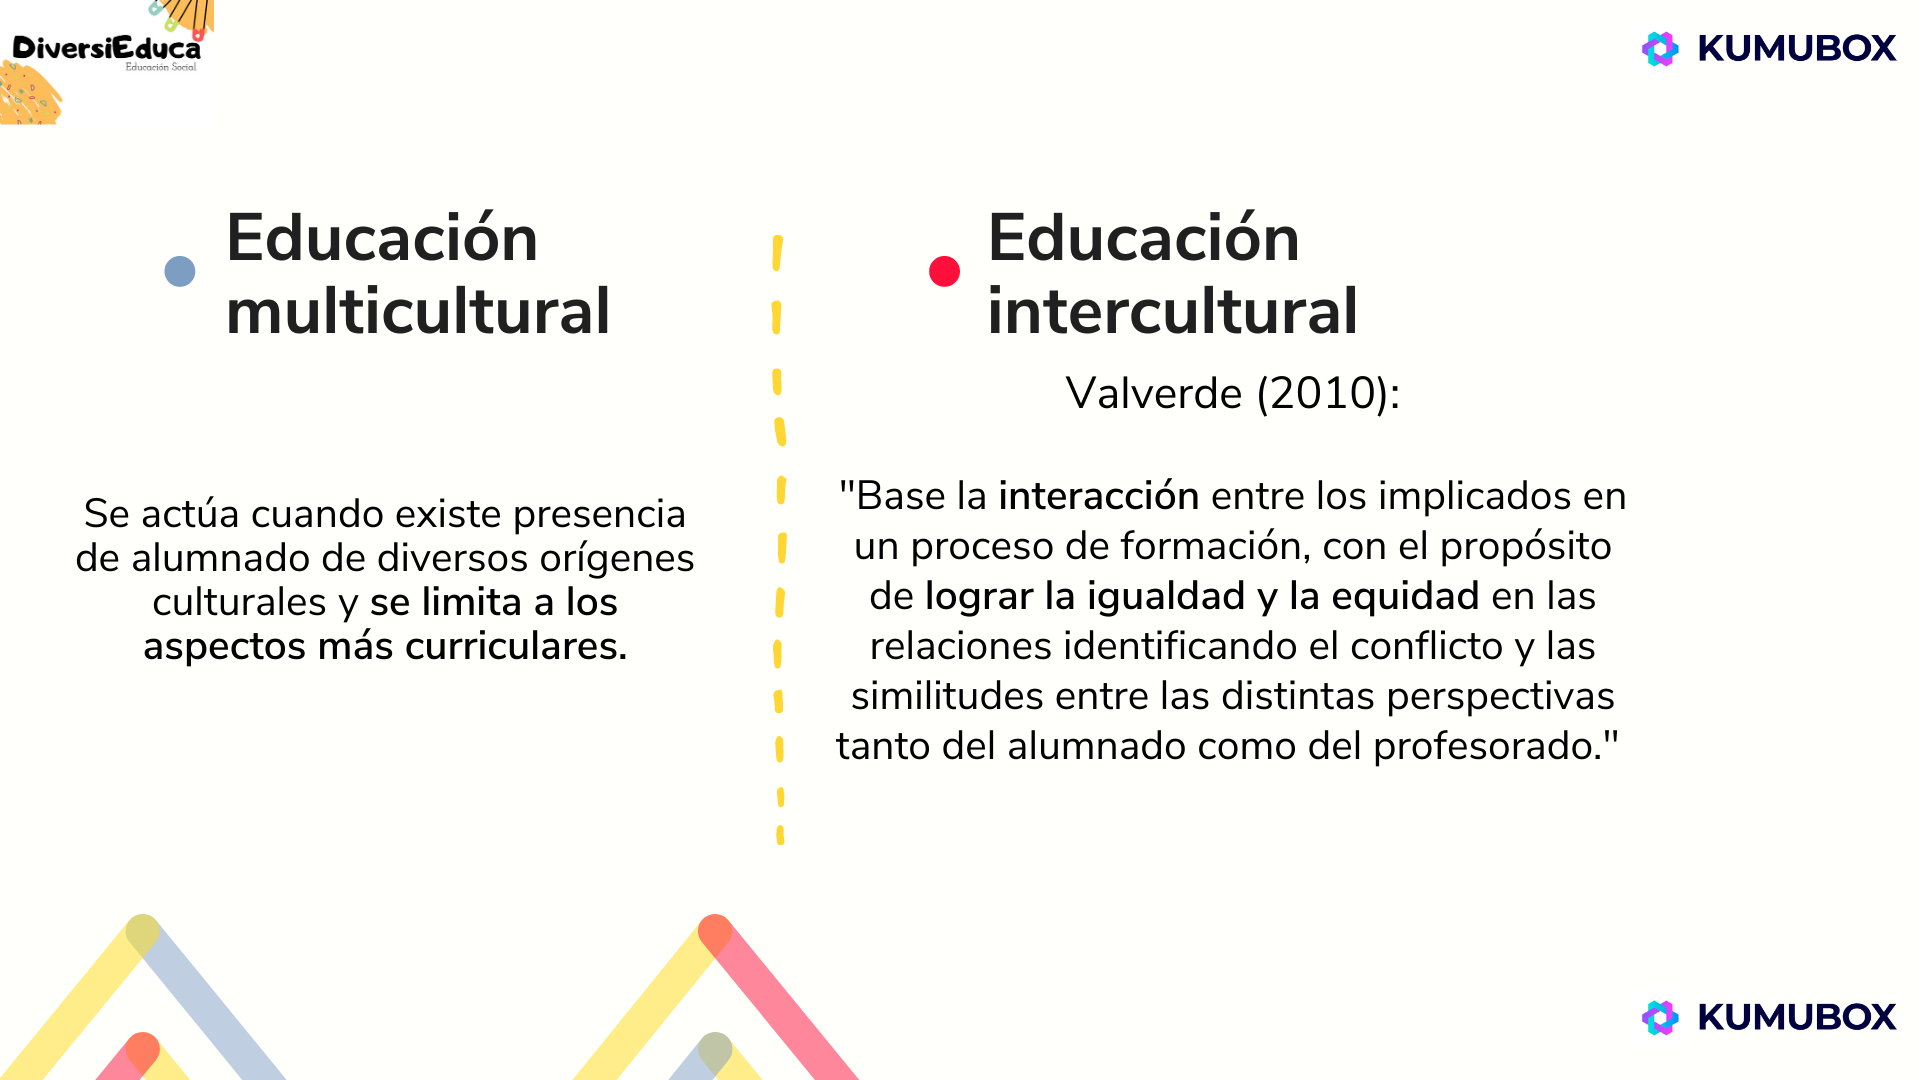 DiversiEduca
Educación Social
KUMUBOX
Educación
multicultural
Se actúa cuando existe presencia
de alumnado de diversos orígenes
culturales y se limita a los
aspectos más curriculares.
Educación
intercultural
Valverde (2010):
"Base la interacción entre los implicados en
un proceso de formación, con el propósito
de lograr la igualdad y la equidad en las
relaciones identificando el conflicto y las
similitudes entre las distintas perspectivas
tanto del alumnado como del profesorado."
KUMUBOX